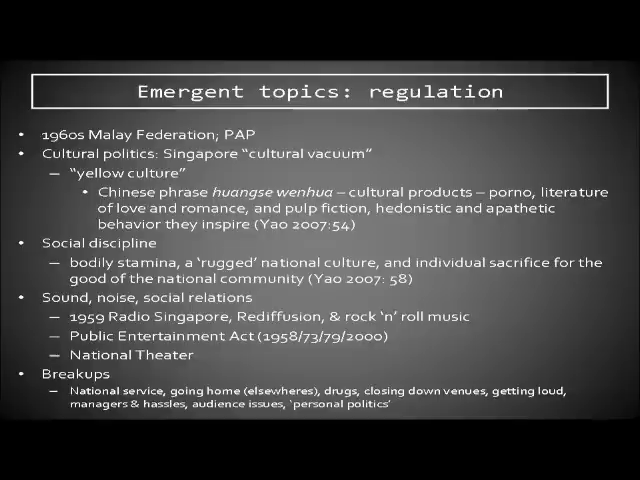 Emergent topics: regulation
• 1960s Malay Federation; PAP
• Cultural politics: Singapore "cultural vacuum"
– "yellow culture"
• Chinese phrase huangse wenhua – cultural products – porno, literature
of love and romance, and pulp fiction, hedonistic and apathetic
behavior they inspire (Yao 2007:54)
• Social discipline
– bodily stamina, a 'rugged' national culture, and individual sacrifice for the
good of the national community (Yao 2007: 58)
• Sound, noise, social relations
– 1959 Radio Singapore, Rediffusion, & rock 'n' roll music
– Public Entertainment Act (1958/73/79/2000)
– National Theater
• Breakups
– National service, going home (elsewheres), drugs, closing down venues, getting loud,
managers & hassles, audience issues, 'personal politics'